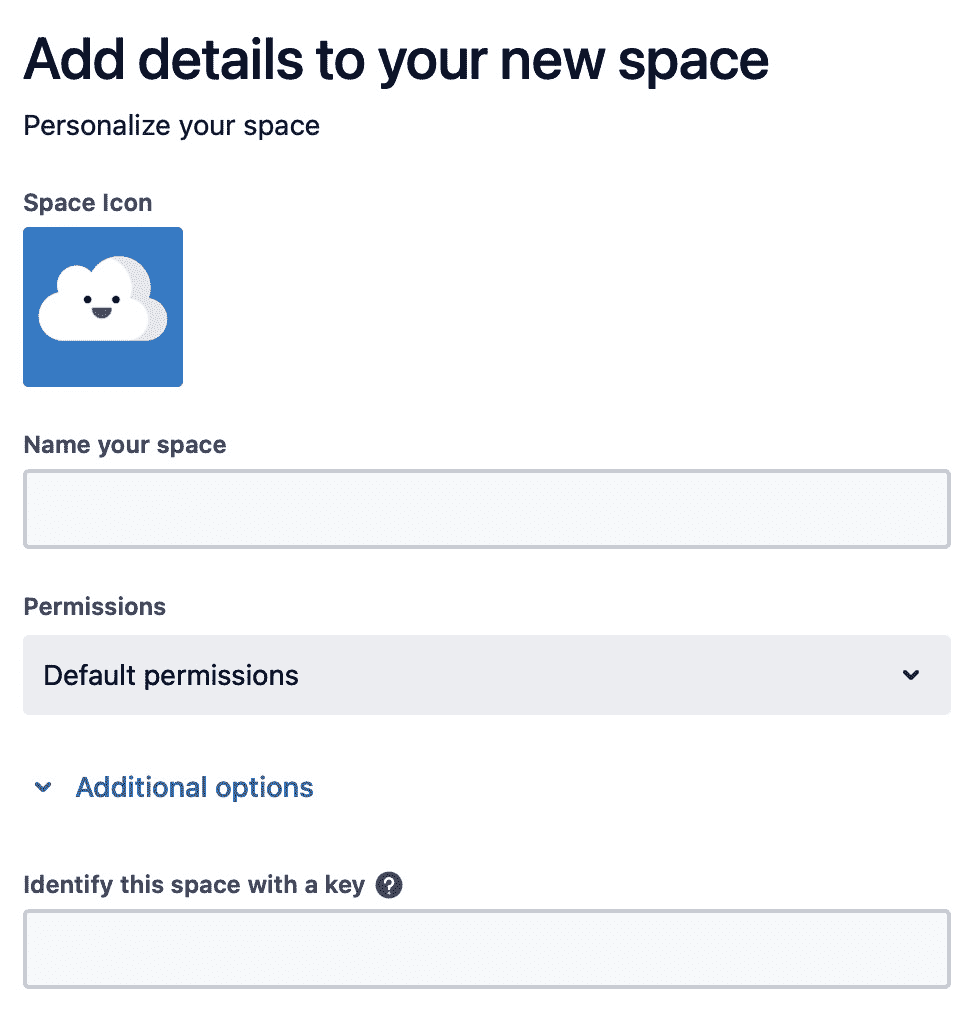 Add details to your new space
Personalize your space
Space Icon
Name your space
Permissions
Default permissions
Additional options
Identify this space with a key ?